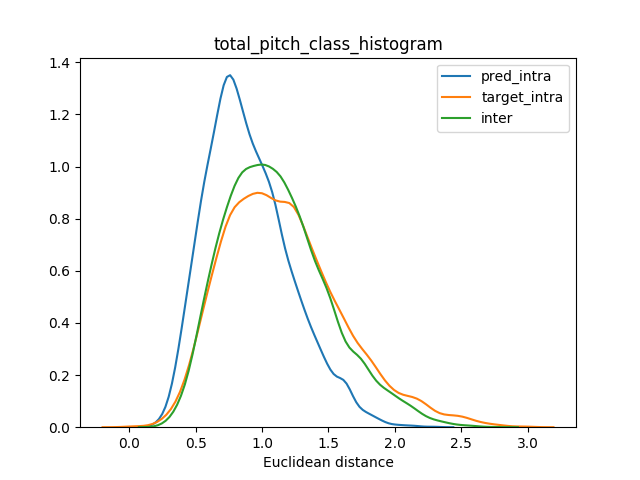 total_pitch_class_histogram
1.4
1.2
1.0
0.8
0.6
0.4
0.2
0.0
pred_intra
target_intra
inter
0.0 0.5 1.0 1.5 2.0 2.5 3.0
Euclidean distance